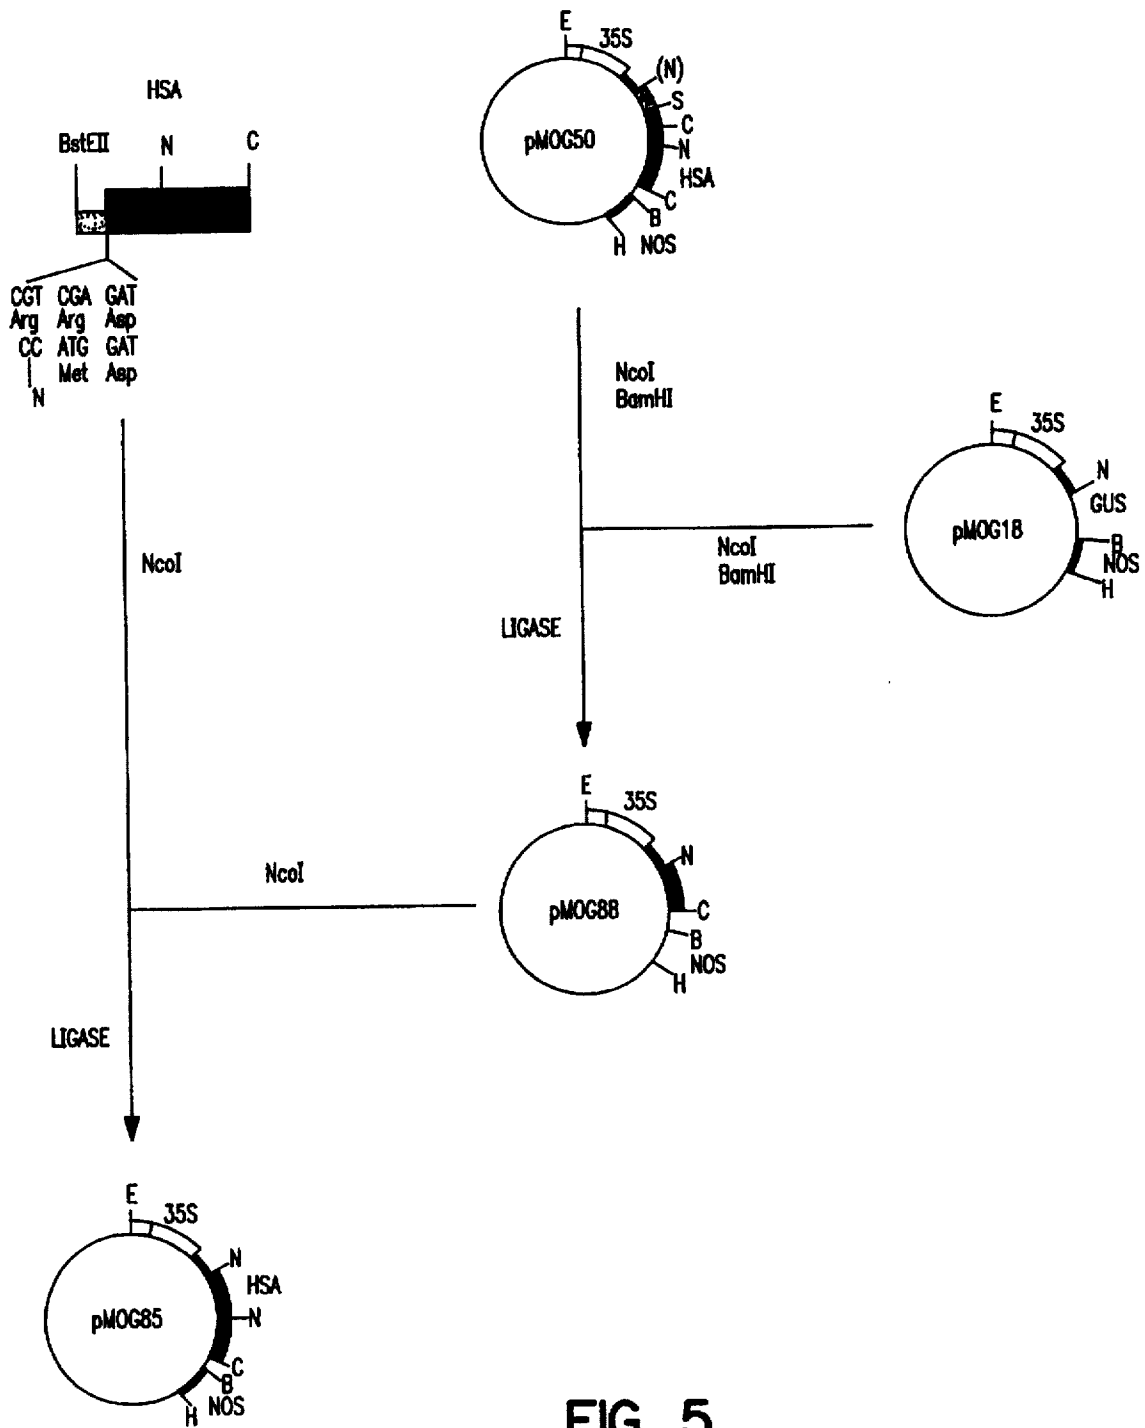 HSA
BstEII
N
C
CGT CGA GAT
Arg Arg Asp
CC ATG GAT
Met Asp
N
E
35S
(N)
S
C
N
HSA
C
B
NOS
H
pMOG50
NcoI
BamHI
E
35S
N
GUS
B
NOS
H
pMOG18
NcoI
BamHI
NcoI
LIGASE
E
35S
N
C
B
NOS
H
pMOG88
NcoI
LIGASE
E
35S
N
HSA
N
C
B
NOS
H
pMOG85
FIG. 5